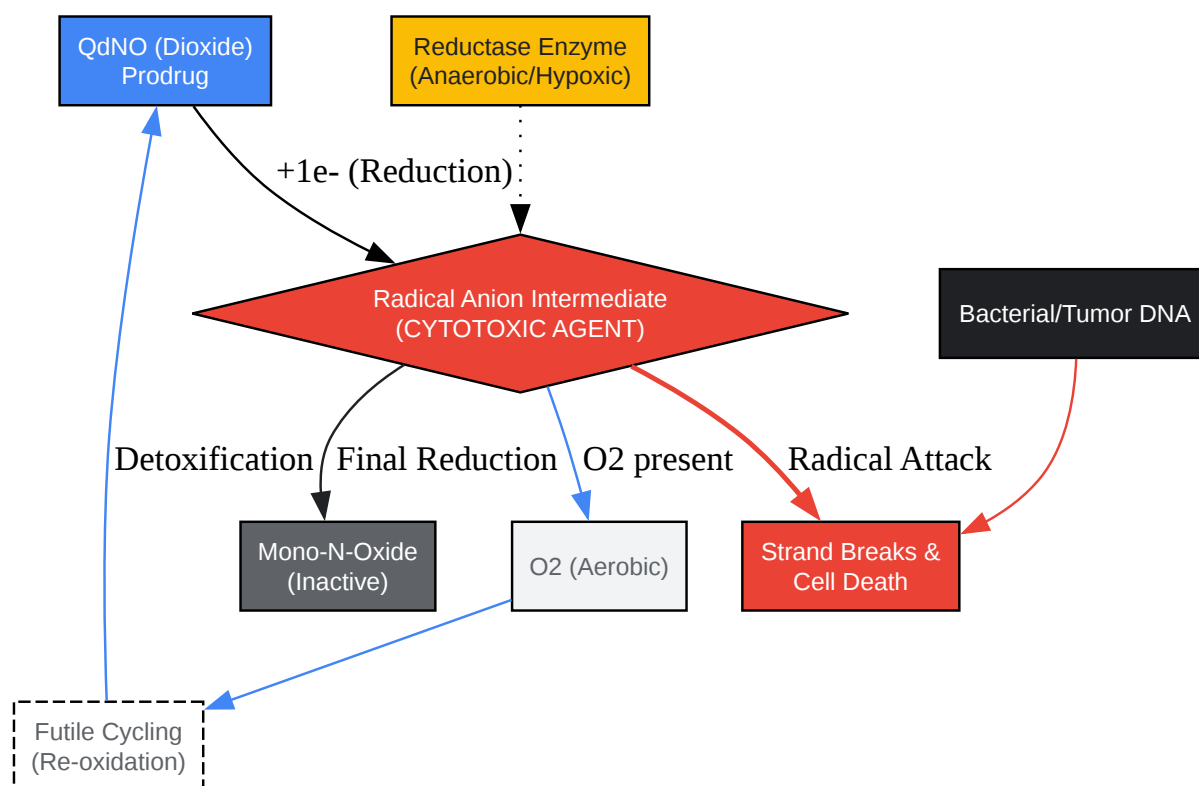 QdNO (Dioxide)
Prodrug
Reductase Enzyme
(Anaerobic/Hypoxic)
+1e- (Reduction)
Radical Anion Intermediate
(CYTOTOXIC AGENT)
Bacterial/Tumor DNA
Detoxification
Final Reduction
O2 present
Radical Attack
Mono-N-Oxide
(Inactive)
O2 (Aerobic)
Strand Breaks &
Cell Death
Futile Cycling
(Re-oxidation)